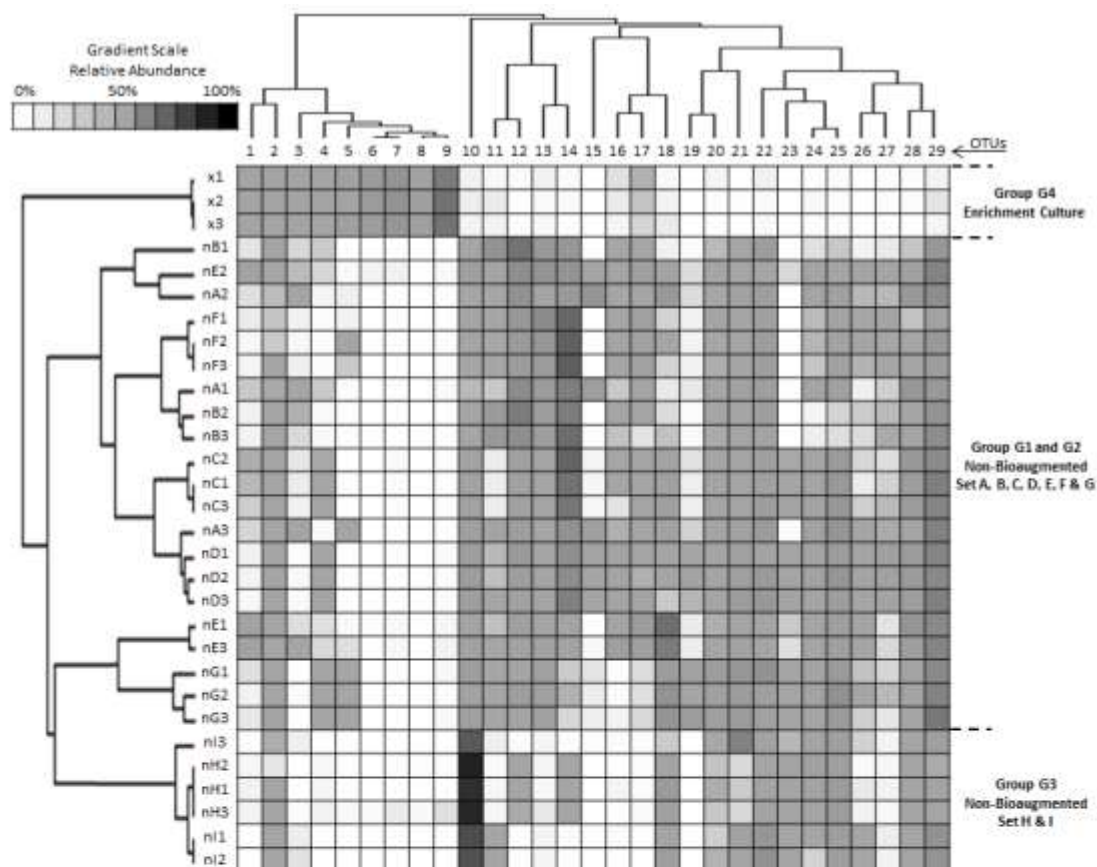 Gradient Scale
Relative Abundance
0% 50% 100%
1 2 3 4 5 6 7 8 9 10 11 12 13 14 15 16 17 18 19 20 21 22 23 24 25 26 27 28 29 OTUs
x1
x2
x3
Group G4
Enrichment Culture
nB1
nE2
nA2
nF1
nF2
nF3
nA1
nB2
nB3
nC2
nC1
nC3
nA3
nD1
nD2
nD3
nE1
nE3
nG1
nG2
nG3
Group G1 and G2
Non-Bioaugmented
Set A, B, C, D, E, F & G
nI3
nH2
nH1
nH3
nI1
nI2
Group G3
Non-Bioaugmented
Set H & I